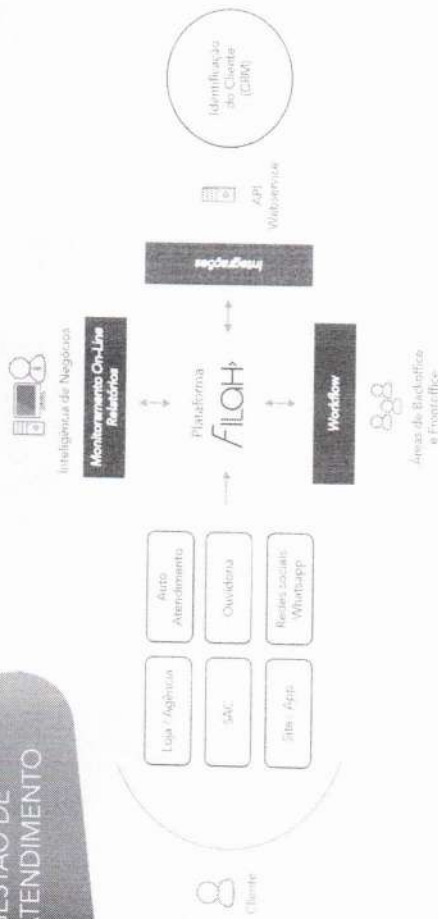 GESTÃO DE
ATENDIMENTO
Cliente
Loja / Agência
Auto
Atendimento
SAC
Ouvidoria
Site - App
Redes sociais
Whatsapp
Inteligência de Negócios
Monitoramento On-Line
Relatórios
Plataforma
FILOH
Workflow
Áreas de Backoffice
e Frontoffice
Integrações
API
Webservice
Identificação
do Cliente
(CRM)